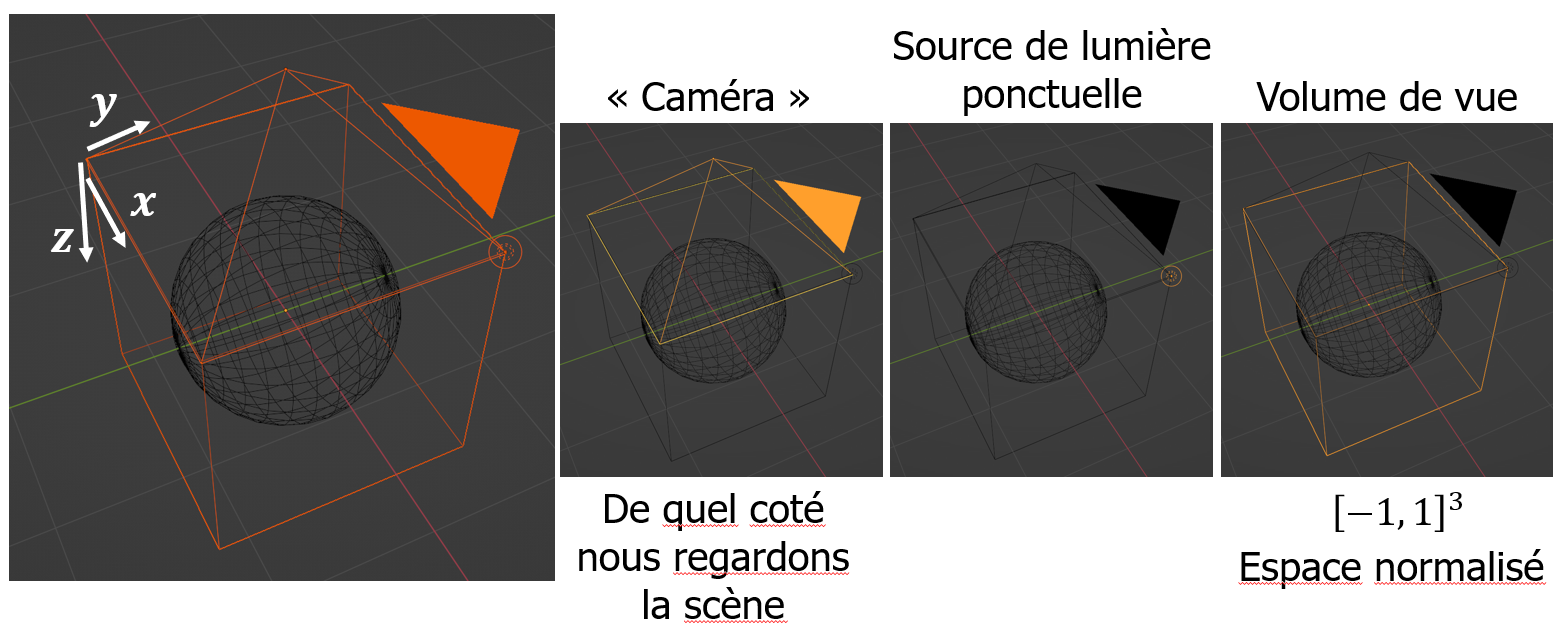 y
x
z
« Caméra »
De quel coté
nous regardons
la scène
Source de lumière
ponctuelle
Volume de vue
[−1, 1]³
Espace normalisé